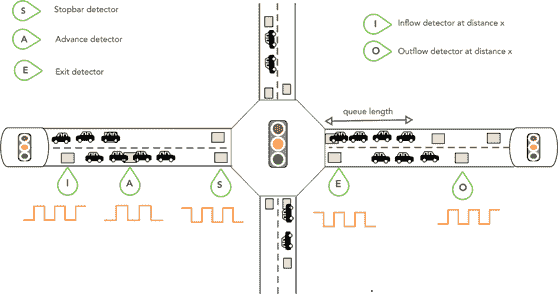 S Stopbar detector
A Advance detector
E Exit detector
I Inflow detector at distance x
O Outflow detector at distance x
queue length
I A S E O